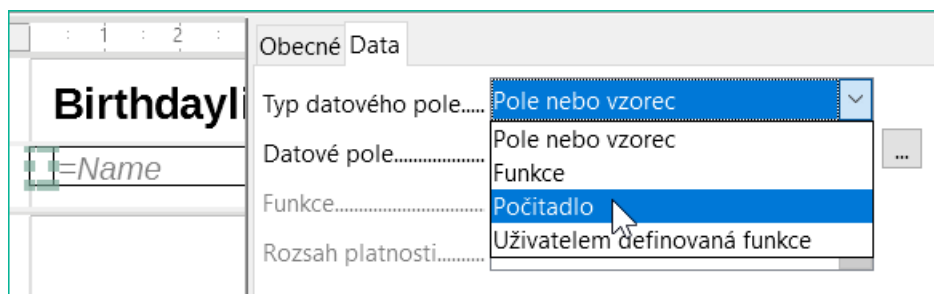 1 2
Obecné Data
Birthdayli
Typ datového pole..... Pole nebo vzorec
Pole nebo vzorec
=Name
Datové pole................... ...
Funkce
Funkce................................
Počitadlo
Rozsah platnosti..........
Uživatelem definovaná funkce